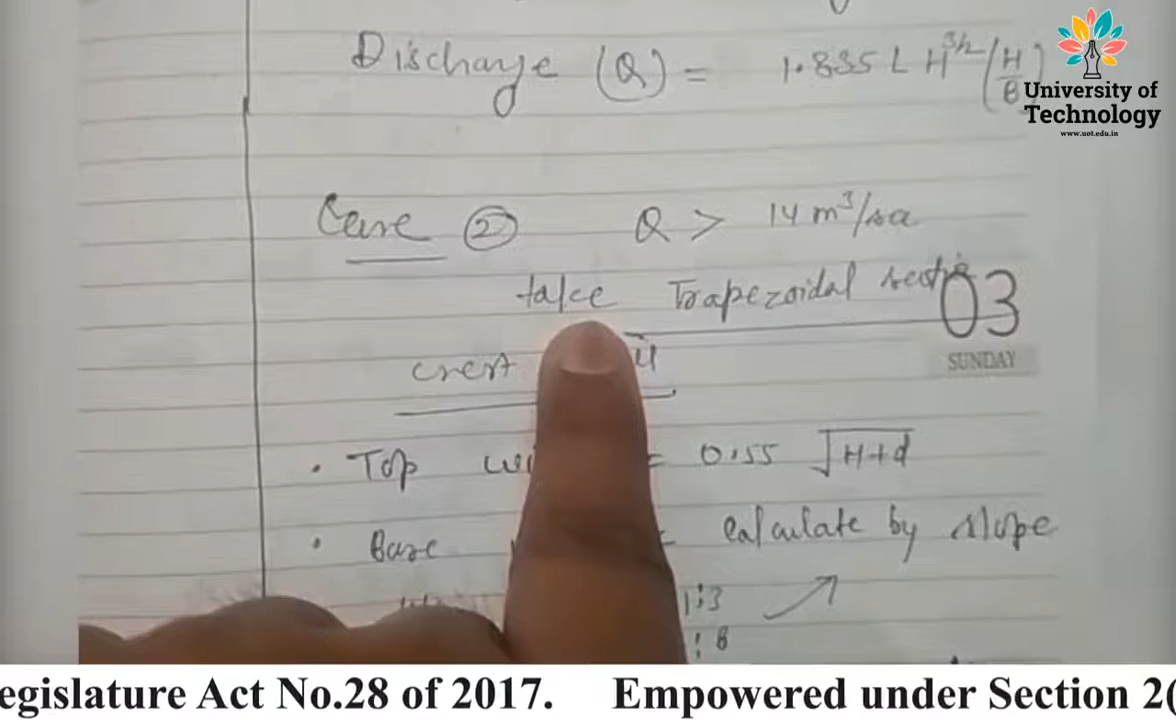 Discharge (Q) = 1.835 L H^3/2 (H/B)
University of
Technology
www.uot.edu.in
Case ② Q > 14 m³/sec
take Trapezoidal section
03
SUNDAY
crest
• Top = 0.55 √H+d
• Base = Calculate by slope
1:3
: 8
egislature Act No.28 of 2017. Empowered under Section 2(